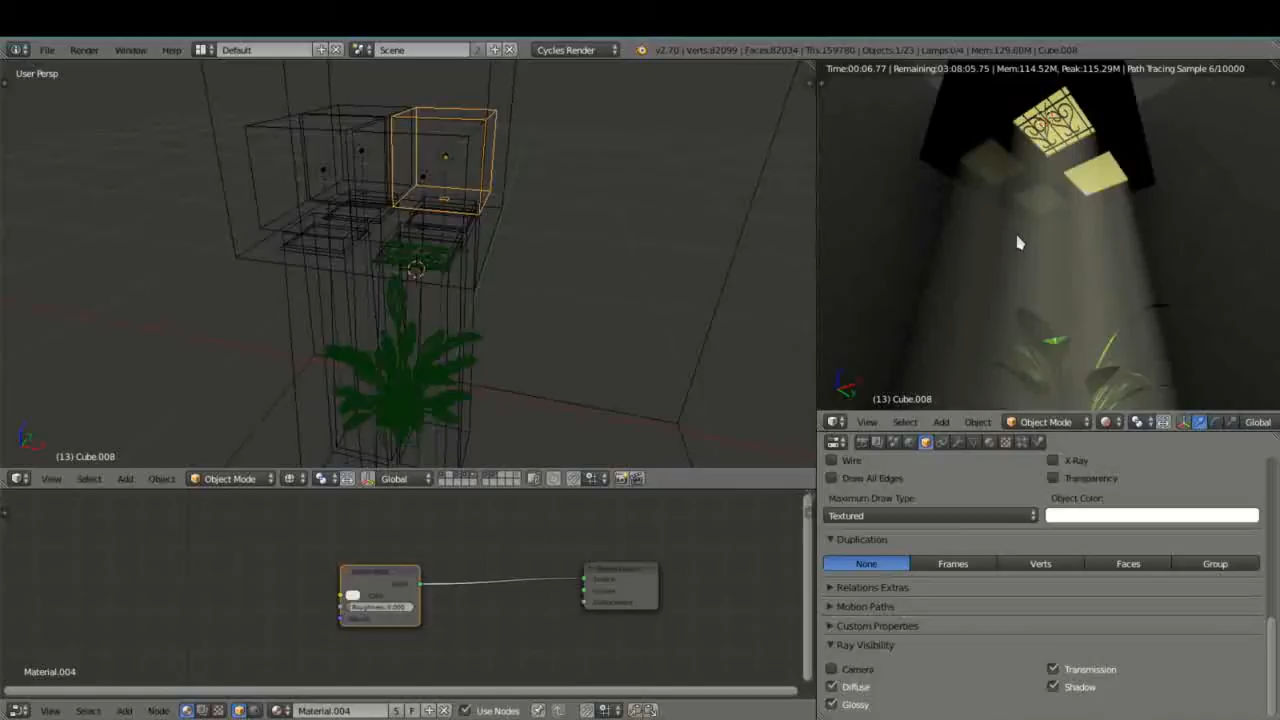 File Render Window Help Default Scene 2 Cycles Render v2.70 | Verts:82099 | Faces:82034 | Tris:159780 | Objects:1/23 | Lamps:0/4 | Mem:129.60M | Cube.008
User Persp
Time:00:06.77 | Remaining:03:08:05.75 | Mem:114.52M, Peak:115.29M | Path Tracing Sample 6/10000
(13) Cube.008
(13) Cube.008
View Select Add Object Object Mode Global
View Select Add Object Object Mode Global
Wire X-Ray
Draw All Edges Transparency
Maximum Draw Type: Object Color:
Textured
Duplication
None Frames Verts Faces Group
Relations Extras
Motion Paths
Custom Properties
Ray Visibility
Camera Transmission
Diffuse Shadow
Glossy
Color
Roughness: 0.000
Material.004
View Select Add Node Material.004 5 F Use Nodes